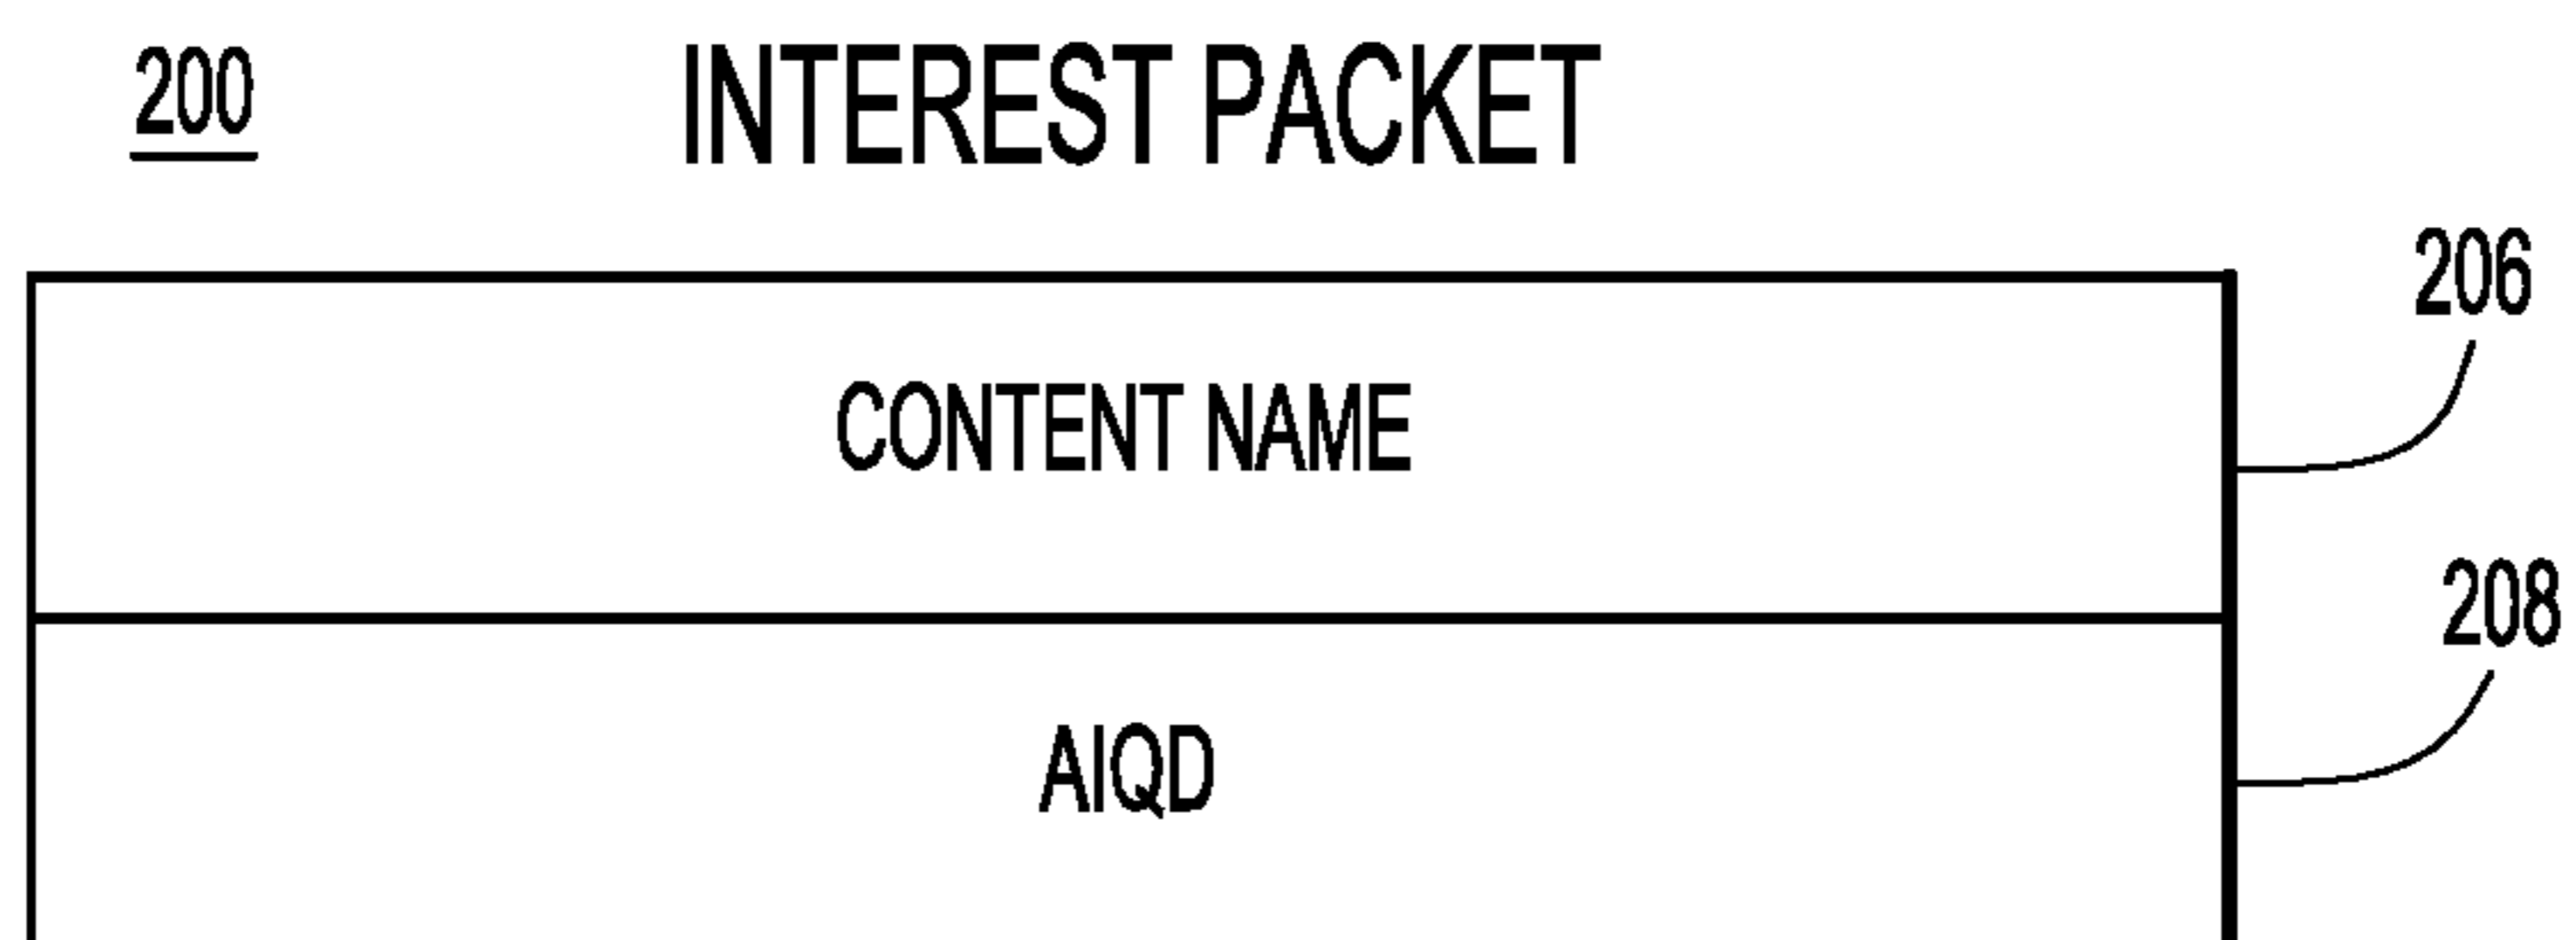 200
INTEREST PACKET
206
CONTENT NAME
208
AIQD